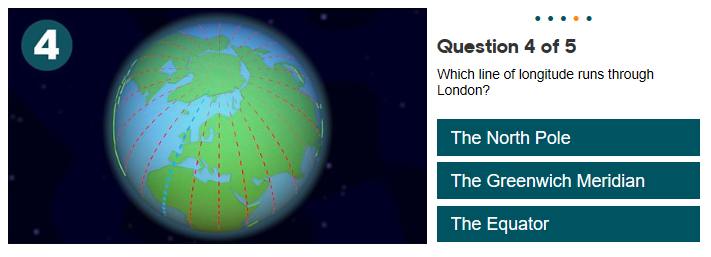 4
Question 4 of 5
Which line of longitude runs through
London?
The North Pole
The Greenwich Meridian
The Equator